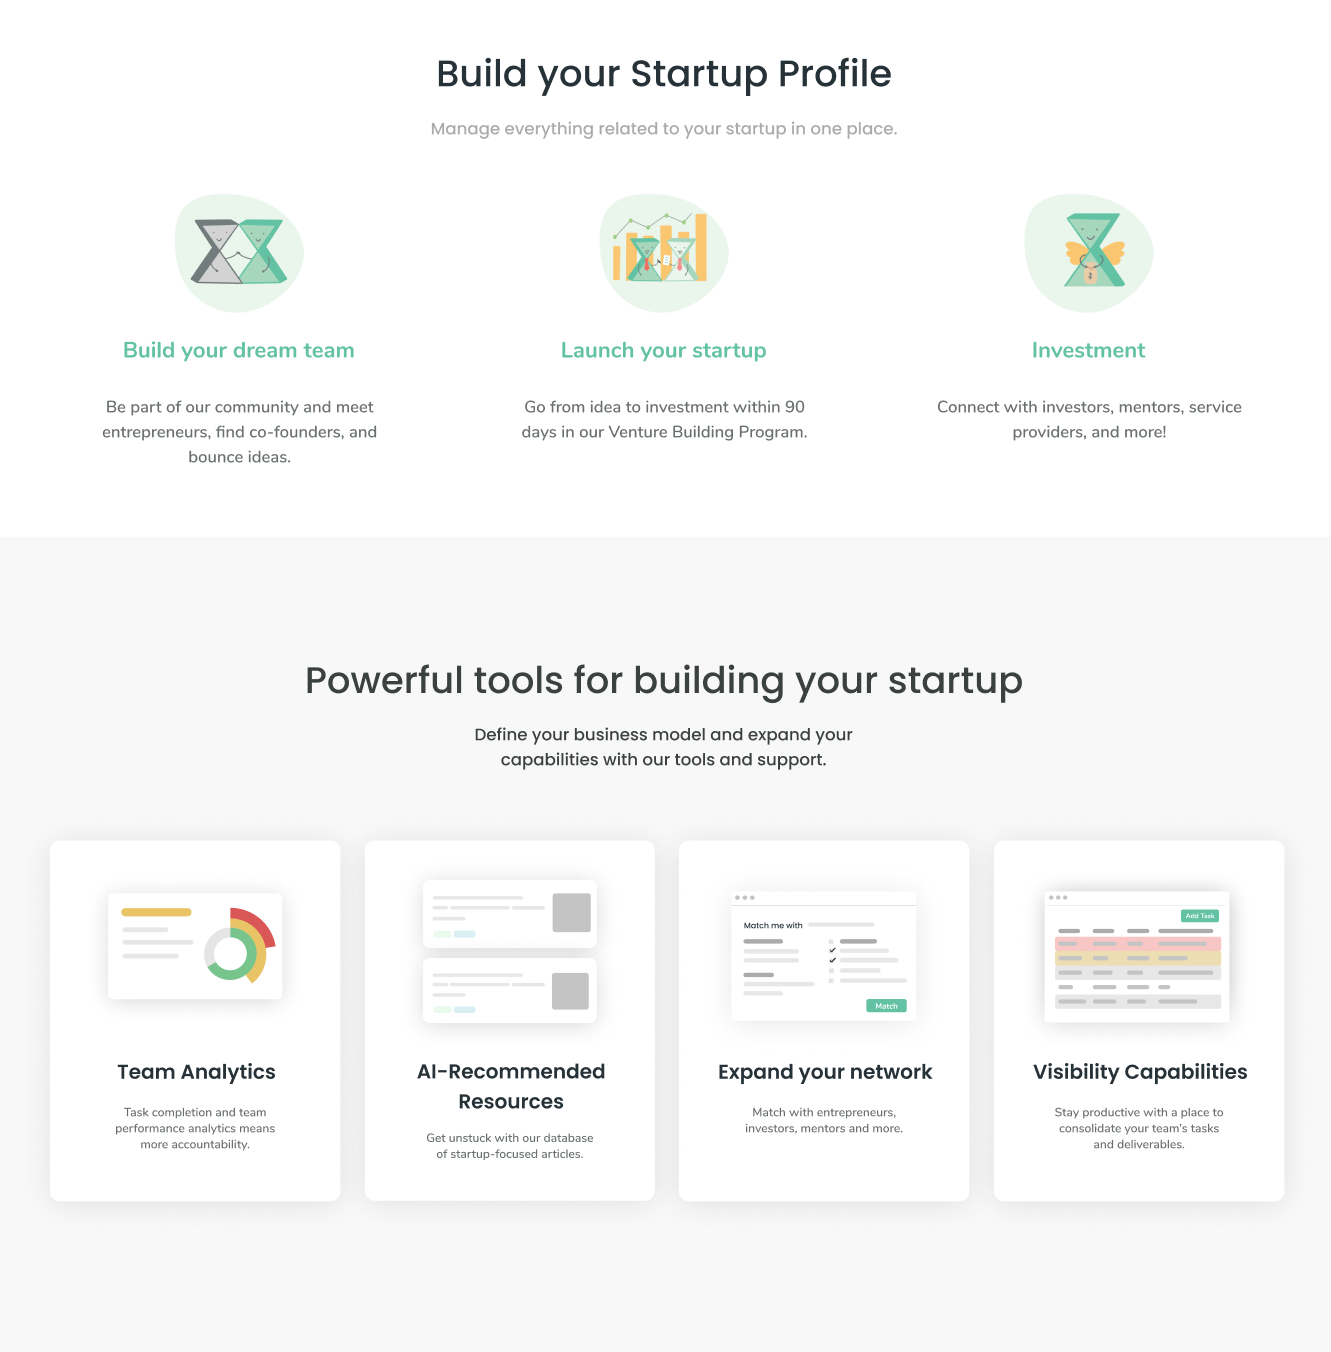 Build your Startup Profile
Manage everything related to your startup in one place.
Build your dream team
Be part of our community and meet
entrepreneurs, find co-founders, and
bounce ideas.
Launch your startup
Go from idea to investment within 90
days in our Venture Building Program.
Investment
Connect with investors, mentors, service
providers, and more!
Powerful tools for building your startup
Define your business model and expand your
capabilities with our tools and support.
Team Analytics
Task completion and team
performance analytics means
more accountability.
AI-Recommended
Resources
Get unstuck with our database
of startup-focused articles.
Match me with
Match
Expand your network
Match with entrepreneurs,
investors, mentors and more.
Add Task
Visibility Capabilities
Stay productive with a place to
consolidate your team's tasks
and deliverables.